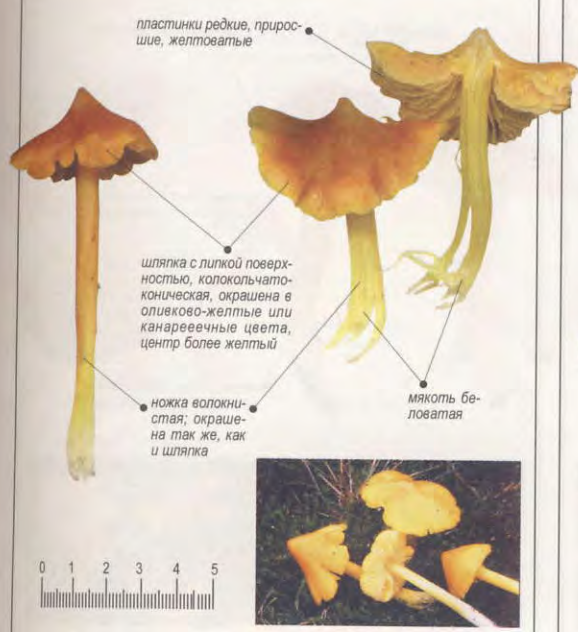 пластинки редкие, прирос-
шие, желтоватые
шляпка с липкой поверх-
ностью, колокольчато-
коническая, окрашена в
оливково-желтые или
канареечные цвета,
центр более желтый
ножка волокни-
стая; окраше-
на так же, как
и шляпка
мякоть бе-
ловатая
0 1 2 3 4 5